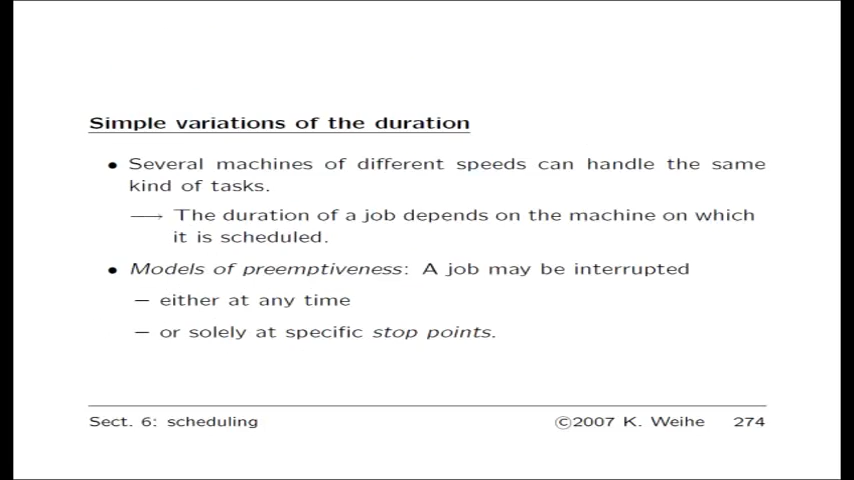 Simple variations of the duration
• Several machines of different speeds can handle the same
kind of tasks.
⟶ The duration of a job depends on the machine on which
it is scheduled.
• Models of preemptiveness: A job may be interrupted
– either at any time
– or solely at specific stop points.
Sect. 6: scheduling ©2007 K. Weihe 274